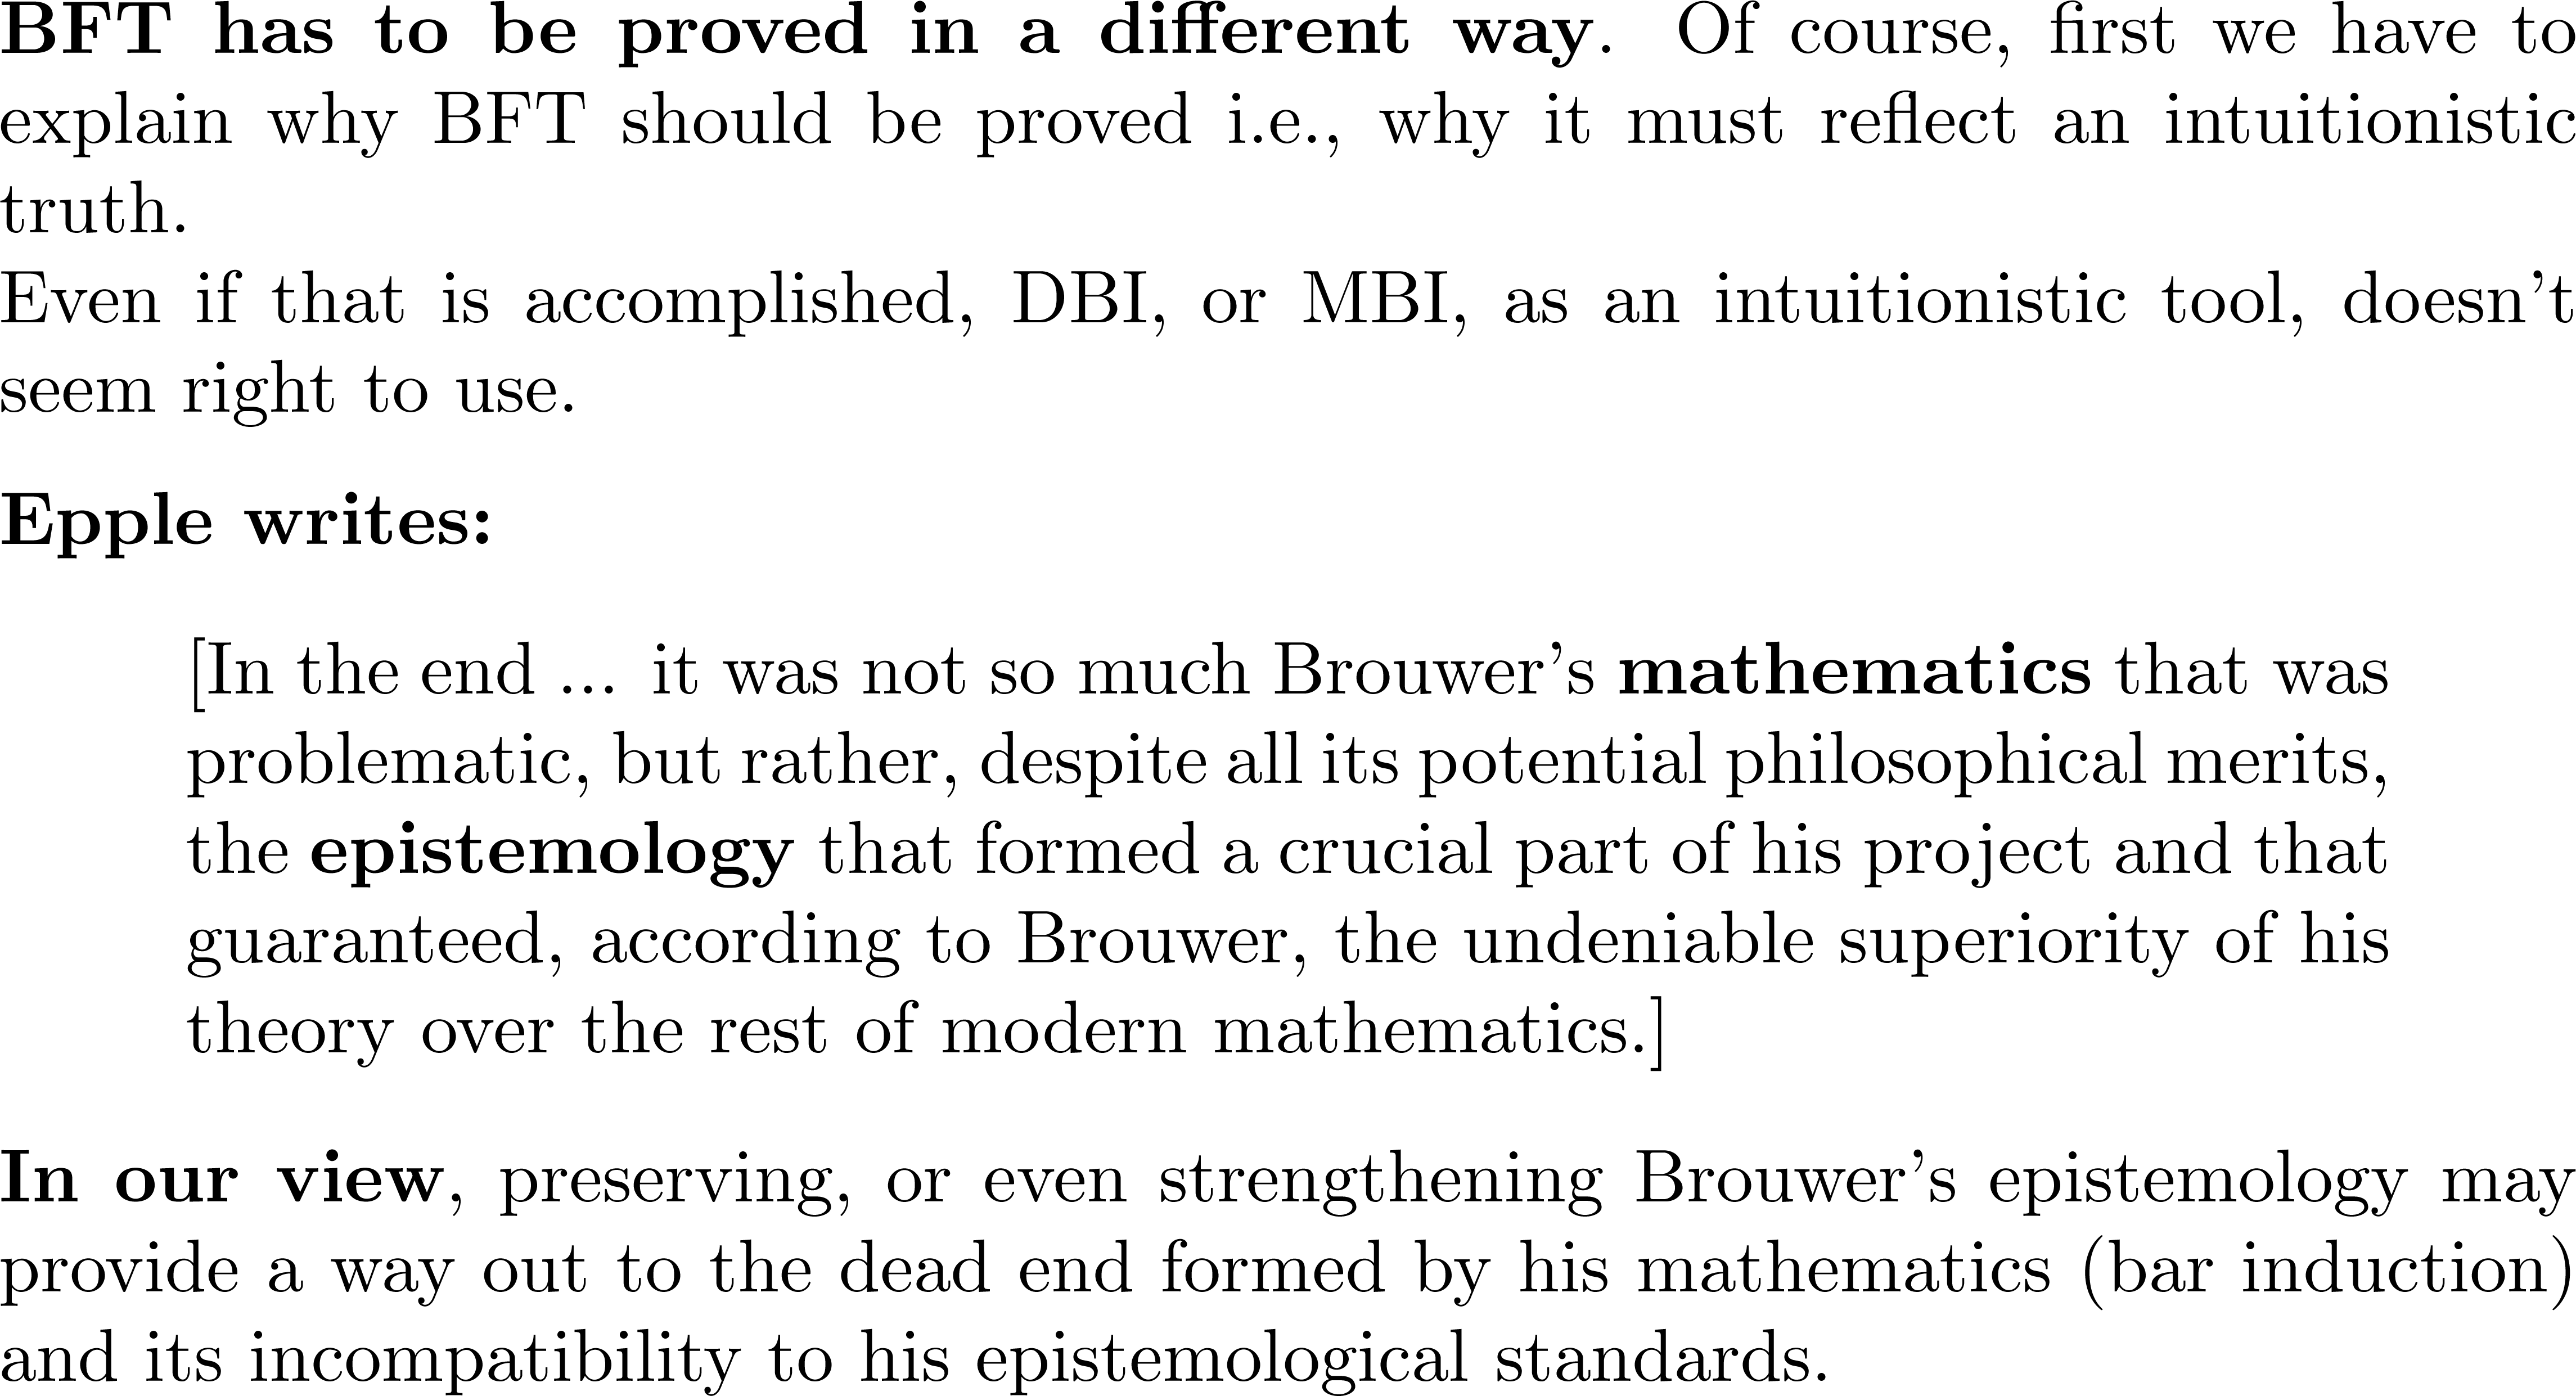 BFT has to be proved in a different way. Of course, first we have to
explain why BFT should be proved i.e., why it must reflect an intuitionistic
truth.
Even if that is accomplished, DBI, or MBI, as an intuitionistic tool, doesn't
seem right to use.
Epple writes:
[In the end ... it was not so much Brouwer's mathematics that was
problematic, but rather, despite all its potential philosophical merits,
the epistemology that formed a crucial part of his project and that
guaranteed, according to Brouwer, the undeniable superiority of his
theory over the rest of modern mathematics.]
In our view, preserving, or even strengthening Brouwer's epistemology may
provide a way out to the dead end formed by his mathematics (bar induction)
and its incompatibility to his epistemological standards.